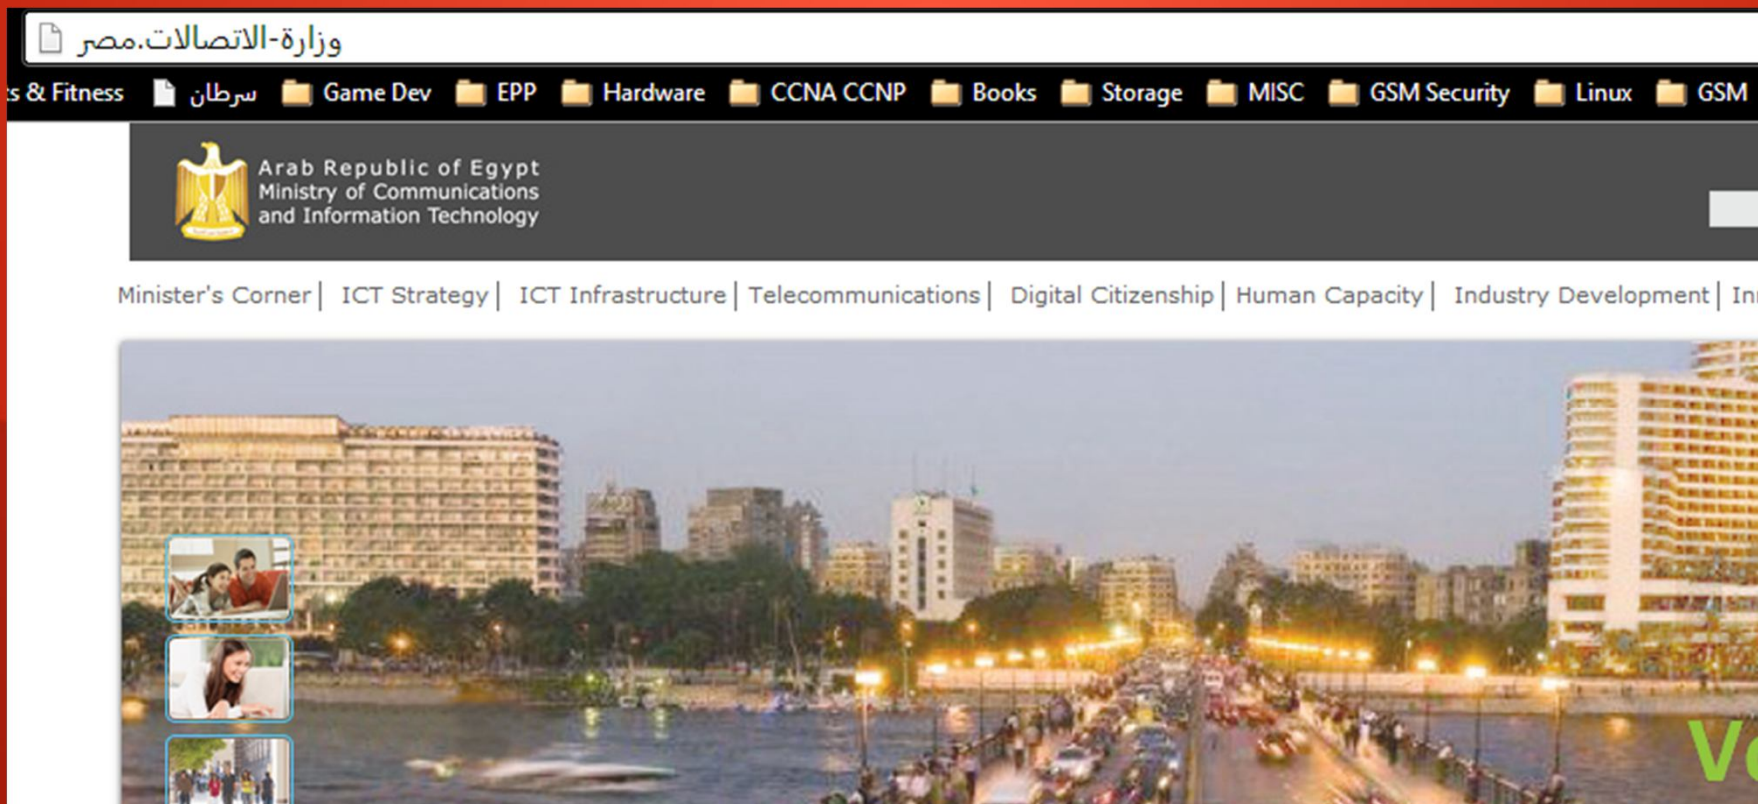 وزارة-الاتصالات.مصر
& Fitness سرطان Game Dev EPP Hardware CCNA CCNP Books Storage MISC GSM Security Linux GSM
Arab Republic of Egypt
Ministry of Communications
and Information Technology
Minister's Corner | ICT Strategy | ICT Infrastructure | Telecommunications | Digital Citizenship | Human Capacity | Industry Development |